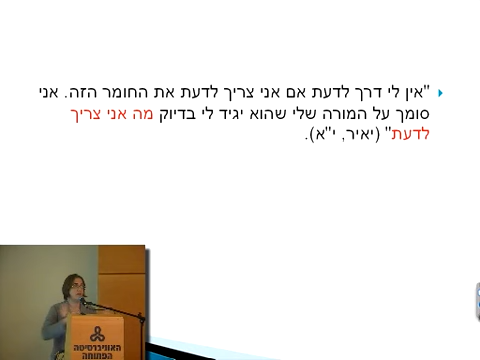 "אין לי דרך לדעת אם אני צריך לדעת את החומר הזה. אני
סומך על המורה שלי שהוא יגיד לי בדיוק מה אני צריך
לדעת" (יאיר, י"א).
האוניברסיטה
הפתוחה